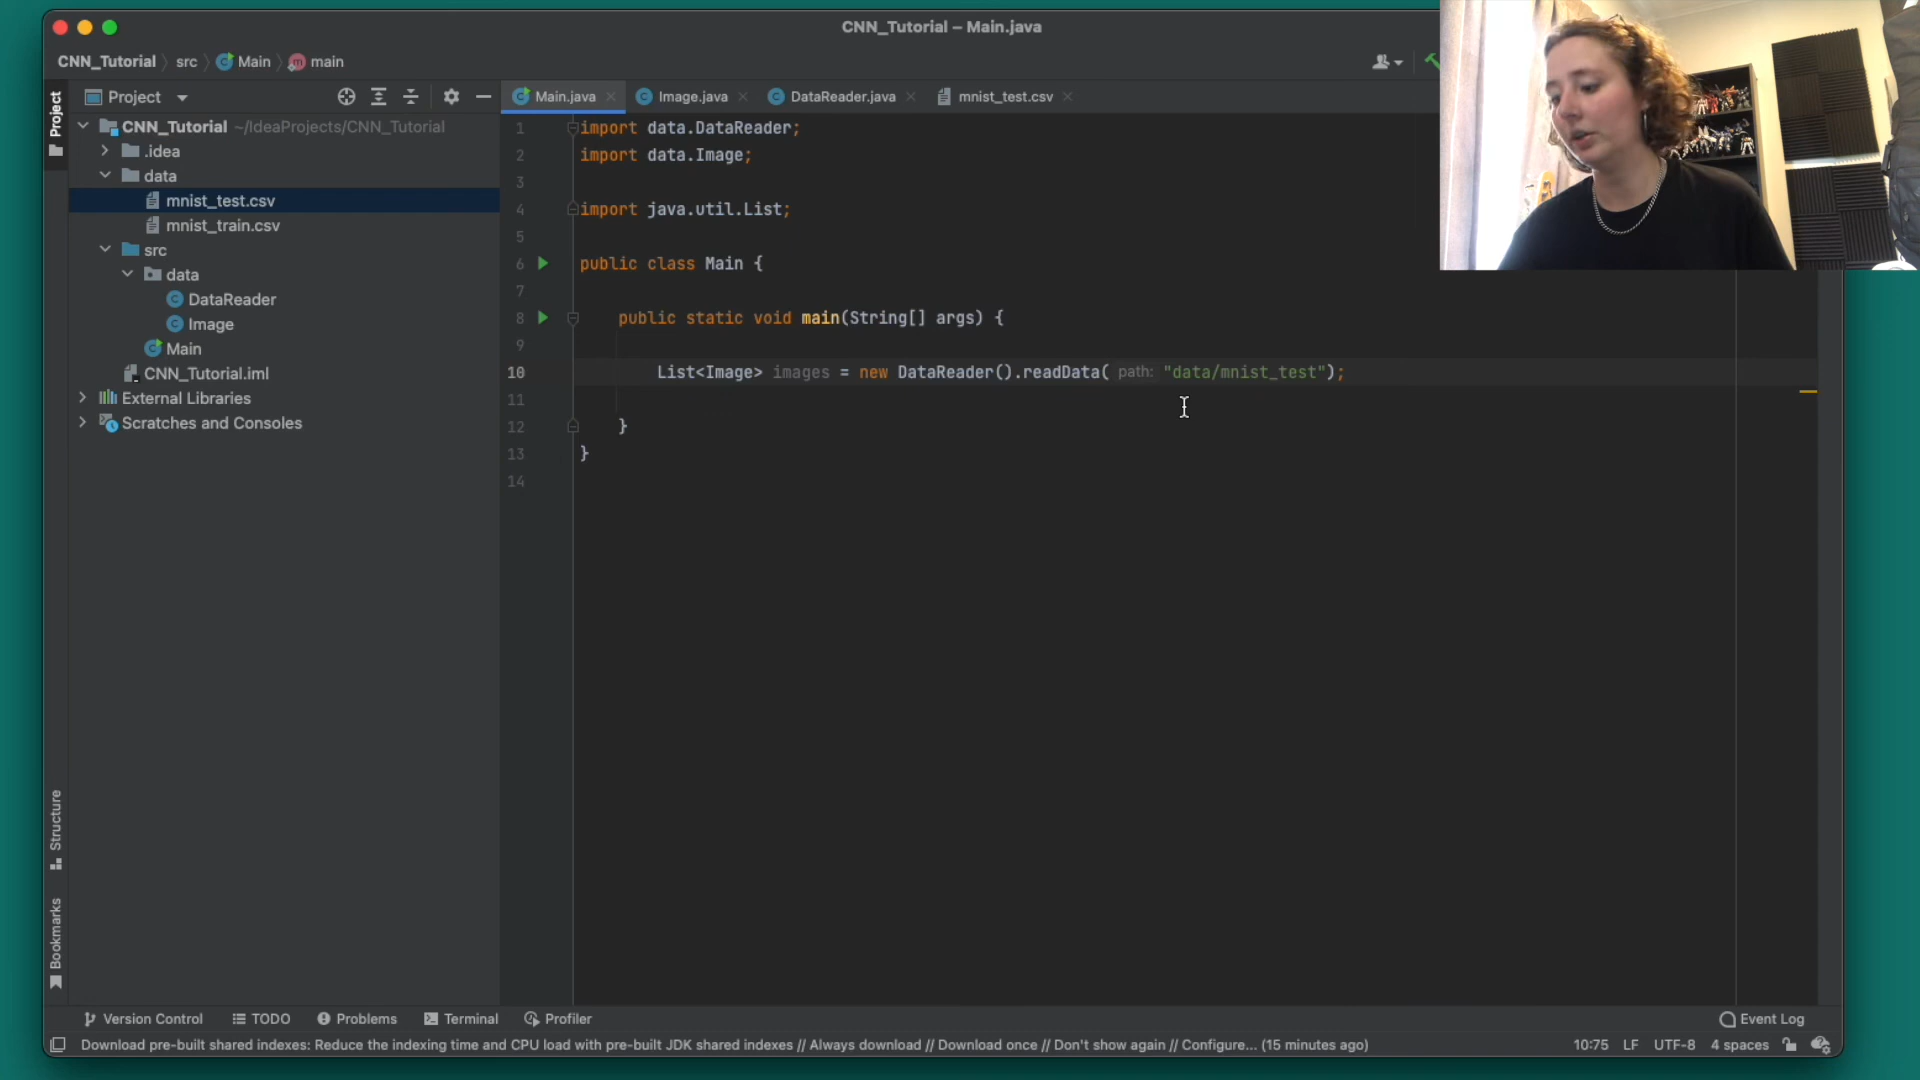 CNN_Tutorial – Main.java
CNN_Tutorial src Main main
Project
Project
Main.java Image.java DataReader.java mnist_test.csv
CNN_Tutorial ~/IdeaProjects/CNN_Tutorial
.idea
data
mnist_test.csv
mnist_train.csv
src
data
DataReader
Image
Main
CNN_Tutorial.iml
External Libraries
Scratches and Consoles
1 import data.DataReader;
2 import data.Image;
3
4 import java.util.List;
5
6 public class Main {
7
8 public static void main(String[] args) {
9
10 List<Image> images = new DataReader().readData( path: "data/mnist_test");
11
12 }
13 }
14
Structure
Bookmarks
Version Control TODO Problems Terminal Profiler Event Log
Download pre-built shared indexes: Reduce the indexing time and CPU load with pre-built JDK shared indexes // Always download // Download once // Don't show again // Configure... (15 minutes ago) 10:75 LF UTF-8 4 spaces